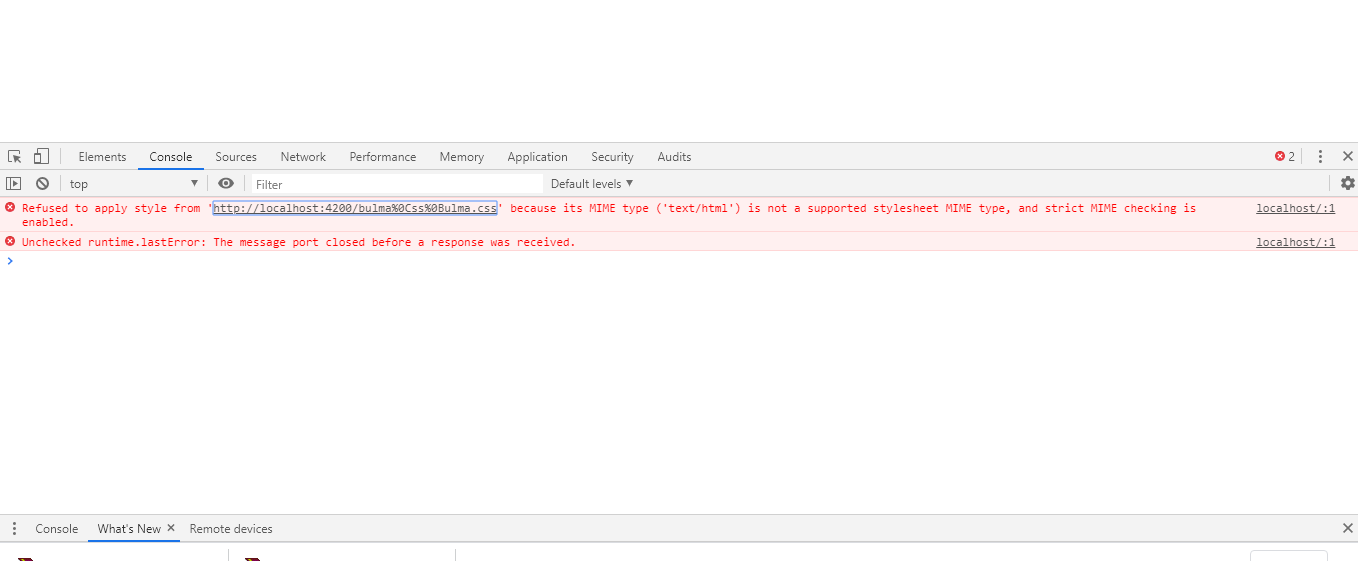 Elements Console Sources Network Performance Memory Application Security Audits 2
top Filter Default levels
Refused to apply style from 'http://localhost:4200/bulma%0Css%0Bulma.css' because its MIME type ('text/html') is not a supported stylesheet MIME type, and strict MIME checking is localhost/:1
enabled.
Unchecked runtime.lastError: The message port closed before a response was received. localhost/:1
Console What's New Remote devices